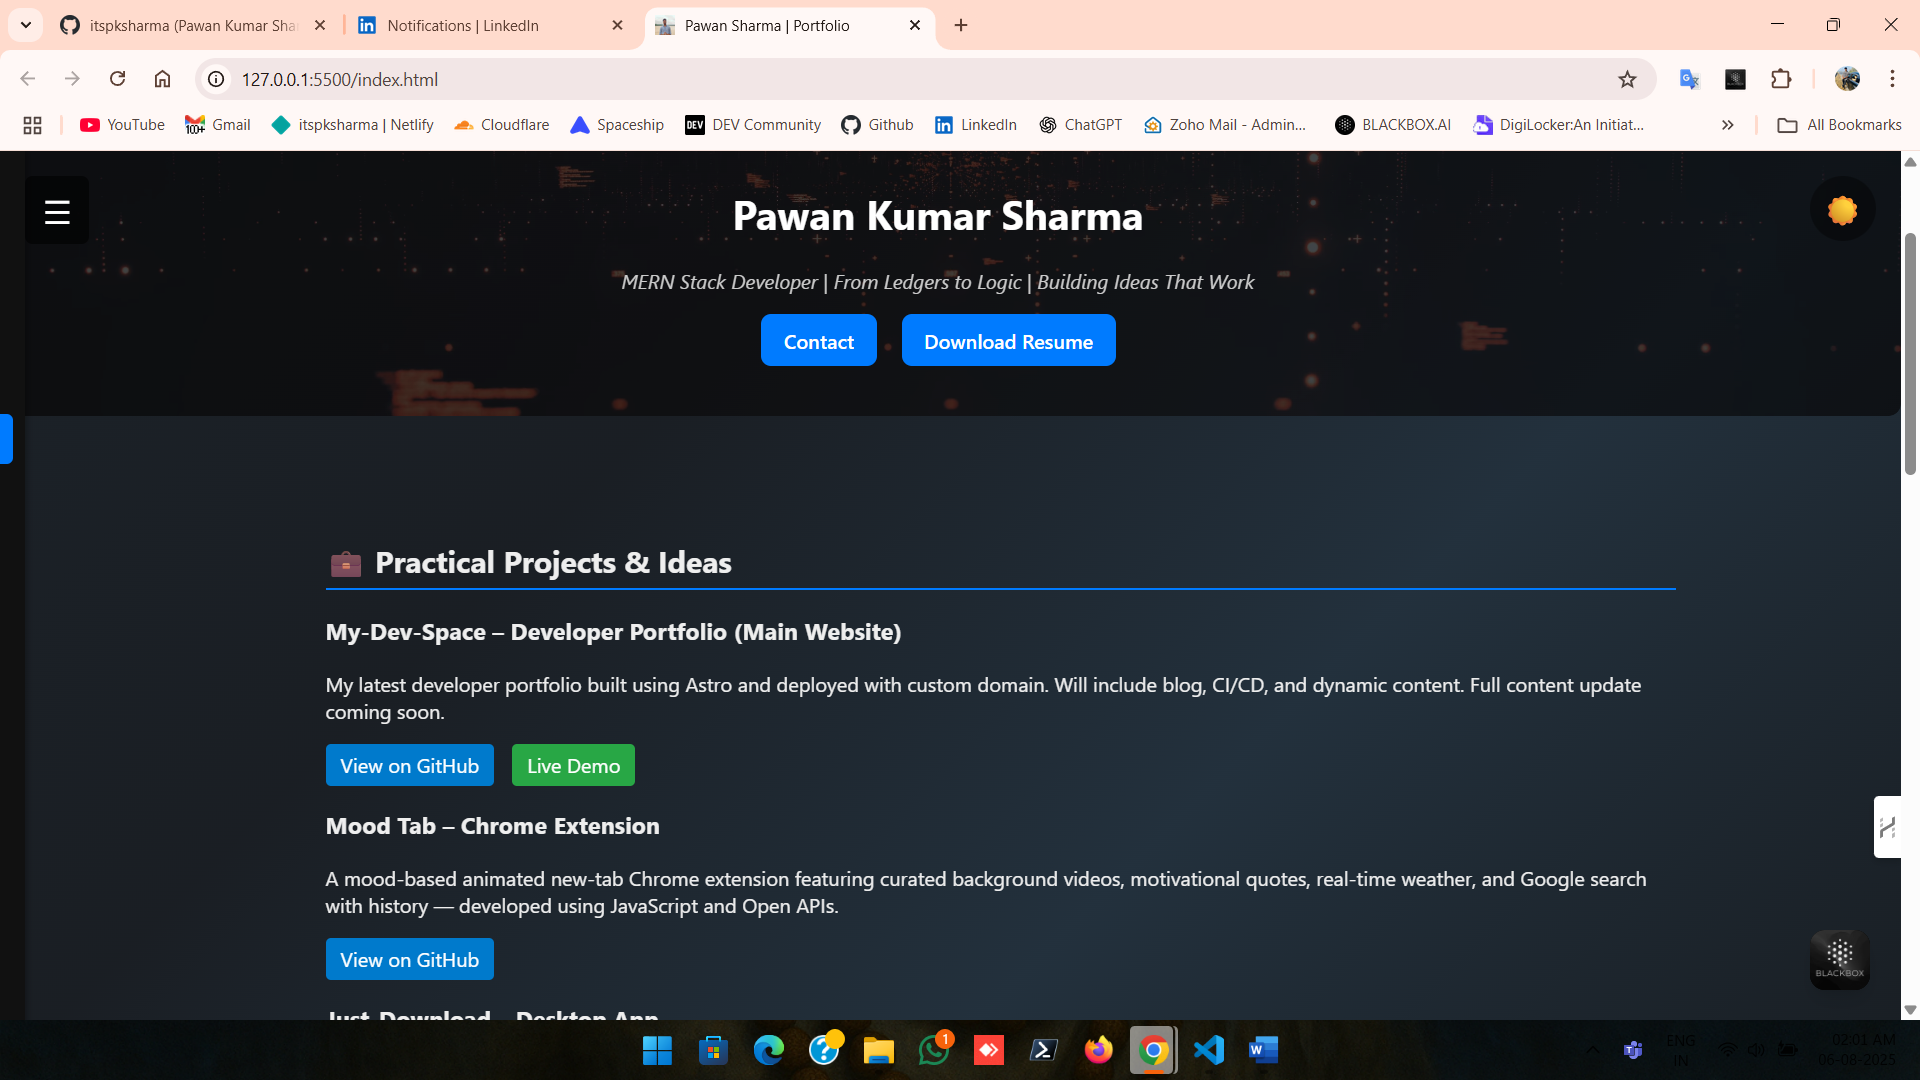 itspksharma (Pawan Kumar Sha
Notifications | LinkedIn
Pawan Sharma | Portfolio
127.0.0.1:5500/index.html
YouTube
100+
Gmail
itspksharma | Netlify
Cloudflare
Spaceship
DEV
DEV Community
Github
LinkedIn
ChatGPT
Zoho Mail - Admin...
BLACKBOX.AI
DigiLocker:An Initiat...
All Bookmarks
Pawan Kumar Sharma
MERN Stack Developer | From Ledgers to Logic | Building Ideas That Work
Contact
Download Resume
Practical Projects & Ideas
My-Dev-Space – Developer Portfolio (Main Website)
My latest developer portfolio built using Astro and deployed with custom domain. Will include blog, CI/CD, and dynamic content. Full content update
coming soon.
View on GitHub
Live Demo
Mood Tab – Chrome Extension
A mood-based animated new-tab Chrome extension featuring curated background videos, motivational quotes, real-time weather, and Google search
with history — developed using JavaScript and Open APIs.
View on GitHub
BLACKBOX
Just-Download – Desktop App
1
ENG
IN
02:01 AM
06-08-2025